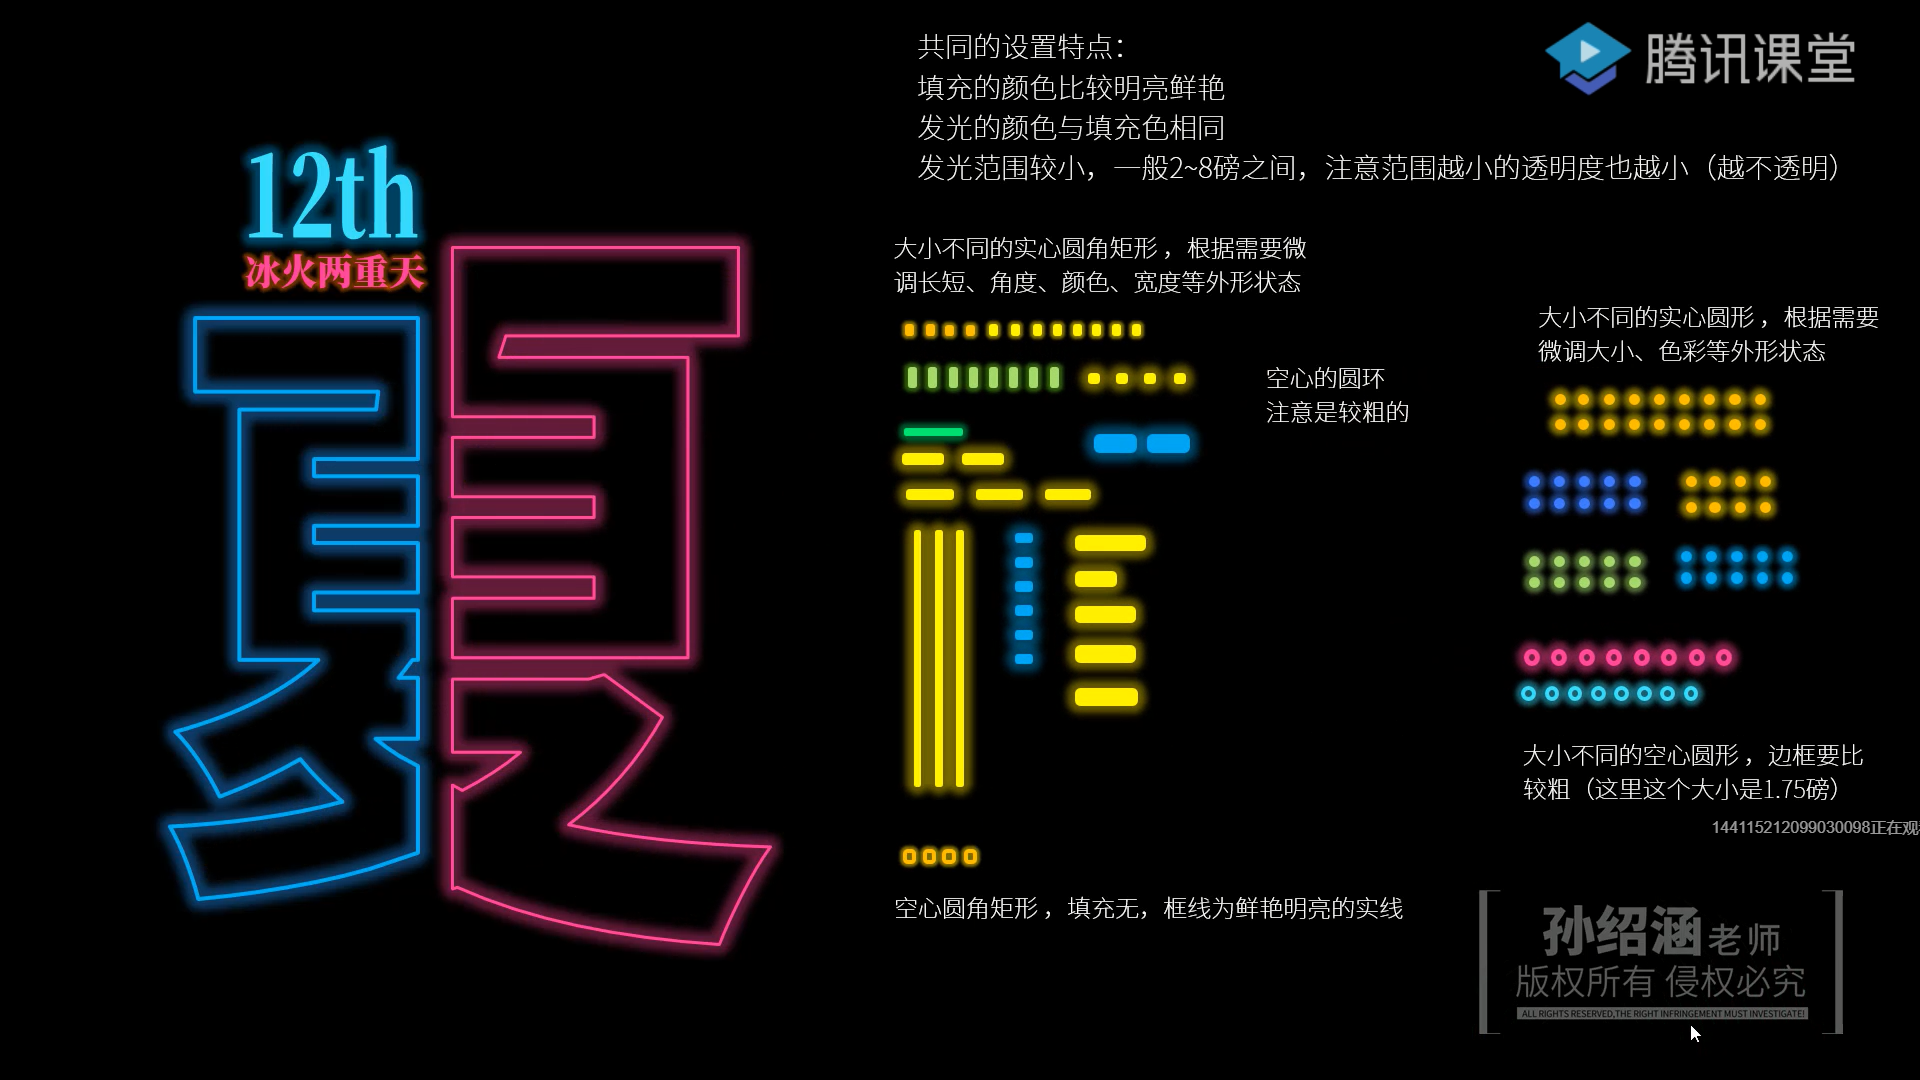 共同的设置特点：
填充的颜色比较明亮鲜艳
发光的颜色与填充色相同
发光范围较小，一般2~8磅之间，注意范围越小的透明度也越小（越不透明）
腾讯课堂
12th
冰火两重天
夏
大小不同的实心圆角矩形，根据需要微
调长短、角度、颜色、宽度等外形状态
空心的圆环
注意是较粗的
大小不同的实心圆形，根据需要
微调大小、色彩等外形状态
大小不同的空心圆形，边框要比
较粗（这里这个大小是1.75磅）
144115212099030098正在观
空心圆角矩形，填充无，框线为鲜艳明亮的实线
孙绍涵老师
版权所有 侵权必究
ALL RIGHTS RESERVED,THE RIGHT INFRINGEMENT MUST INVESTIGATE!